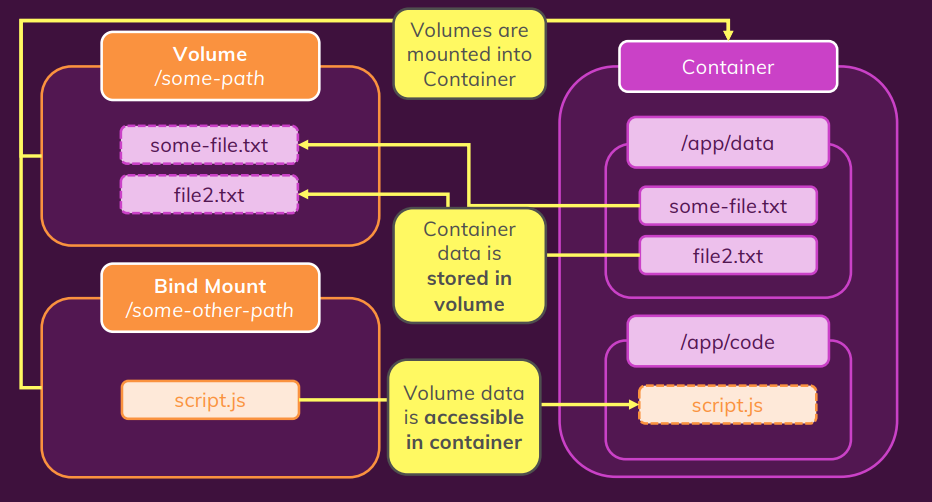 Volumes are
mounted into
Container
Volume
/some-path
some-file.txt
file2.txt
Container
/app/data
some-file.txt
file2.txt
Container
data is
stored in
volume
Bind Mount
/some-other-path
script.js
Volume data
is accessible
in container
/app/code
script.js